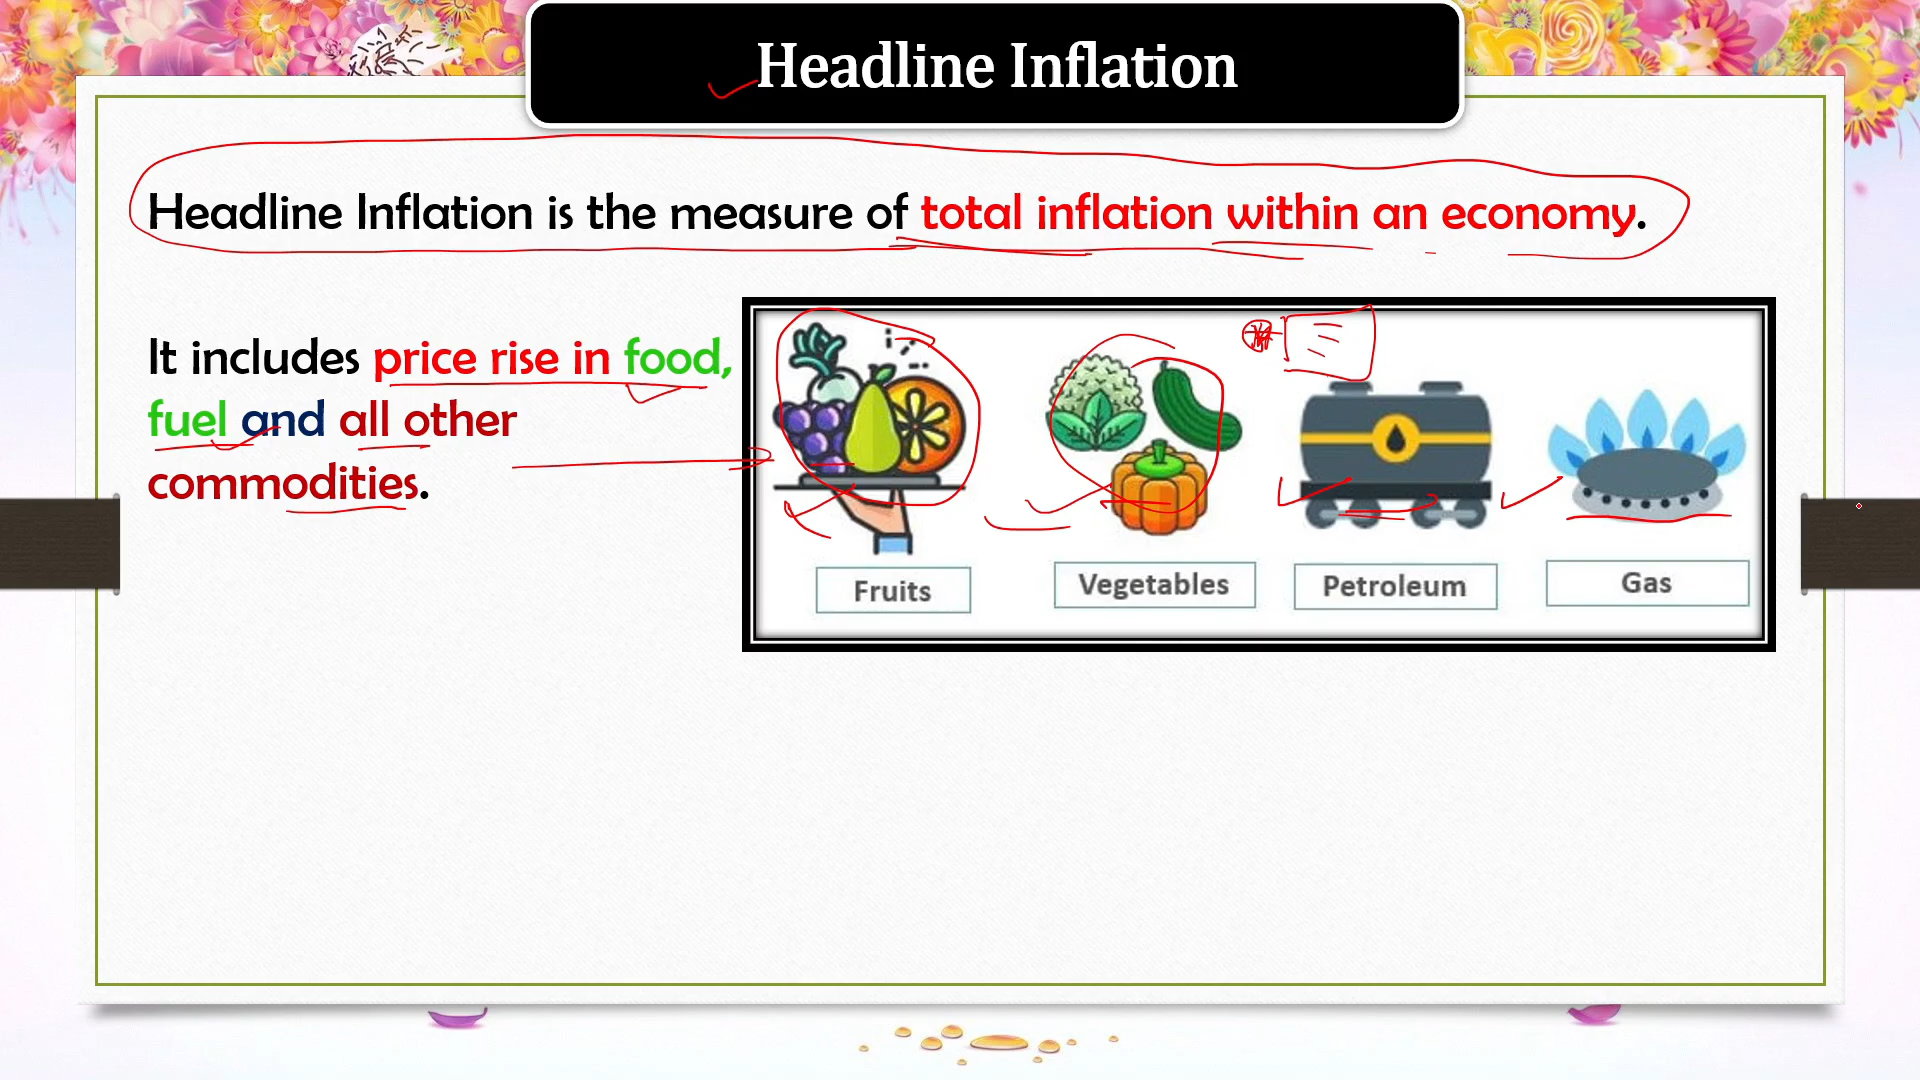 Headline Inflation
Headline Inflation is the measure of total inflation within an economy.
It includes price rise in food,
fuel and all other
commodities.
Fruits
Vegetables
Petroleum
Gas